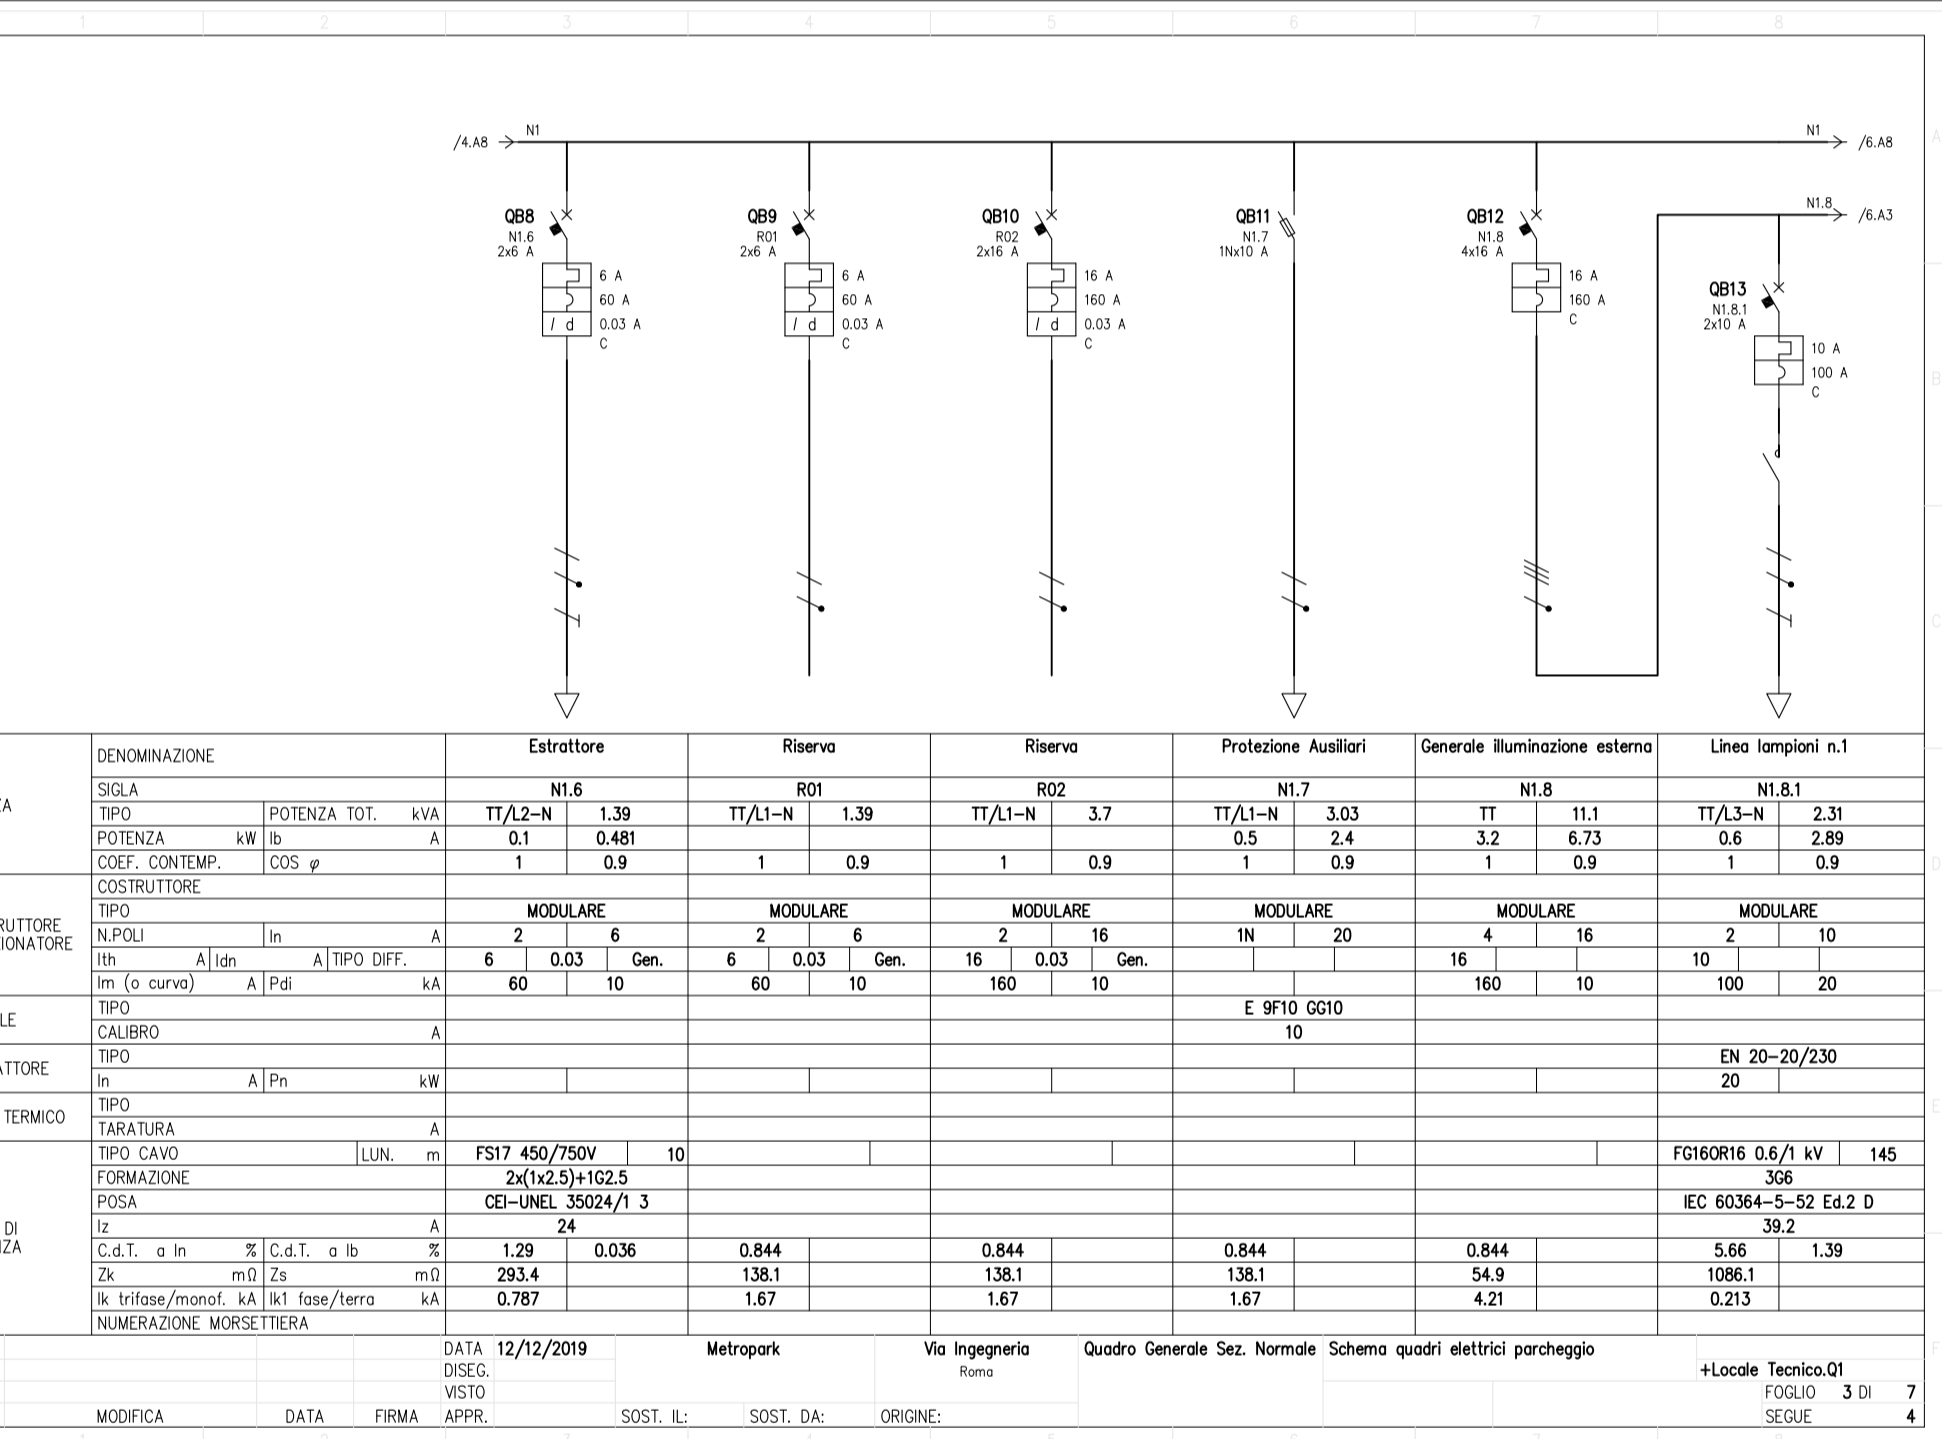 1 2 3 4 5 6 7 8
/4.A8 N1 N1 /6.A8
N1.8 /6.A3
QB8 QB9 QB10 QB11 QB12
N1.6 R01 R02 N1.7 N1.8
2x6 A 2x6 A 2x16 A 1Nx10 A 4x16 A
6 A 6 A 16 A 16 A
60 A 60 A 160 A 160 A
/ d 0.03 A / d 0.03 A / d 0.03 A C
C C C
QB13
N1.8.1
2x10 A
10 A
100 A
C
A
B
C
D
E
F
DENOMINAZIONE Estrattore Riserva Riserva Protezione Ausiliari Generale illuminazione esterna Linea lampioni n.1
SIGLA N1.6 R01 R02 N1.7 N1.8 N1.8.1
ZA
TIPO POTENZA TOT. kVA TT/L2-N 1.39 TT/L1-N 1.39 TT/L1-N 3.7 TT/L1-N 3.03 TT 11.1 TT/L3-N 2.31
POTENZA kW Ib A 0.1 0.481 0.5 2.4 3.2 6.73 0.6 2.89
COEF. CONTEMP. COS φ 1 0.9 1 0.9 1 0.9 1 0.9 1 0.9 1 0.9
COSTRUTTORE
TIPO MODULARE MODULARE MODULARE MODULARE MODULARE MODULARE
RUTTORE
IONATORE
N.POLI In A 2 6 2 6 2 16 1N 20 4 16 2 10
Ith A Idn A TIPO DIFF. 6 0.03 Gen. 6 0.03 Gen. 16 0.03 Gen. 16 10
Im (o curva) A Pdi kA 60 10 60 10 160 10 160 10 100 20
LE
TIPO E 9F10 GG10
CALIBRO A 10
ATTORE
TIPO EN 20-20/230
In A Pn kW 20
TERMICO
TIPO
TARATURA A
TIPO CAVO LUN. m FS17 450/750V 10 FG16OR16 0.6/1 kV 145
FORMAZIONE 2x(1x2.5)+1G2.5 3G6
POSA CEI-UNEL 35024/1 3 IEC 60364-5-52 Ed.2 D
DI
ZA
Iz A 24 39.2
C.d.T. a In % C.d.T. a Ib % 1.29 0.036 0.844 0.844 0.844 0.844 5.66 1.39
Zk mΩ Zs mΩ 293.4 138.1 138.1 138.1 54.9 1086.1
Ik trifase/monof. kA Ik1 fase/terra kA 0.787 1.67 1.67 1.67 4.21 0.213
NUMERAZIONE MORSETTIERA
DATA 12/12/2019 Metropark Via Ingegneria Quadro Generale Sez. Normale Schema quadri elettrici parcheggio
DISEG. Roma +Locale Tecnico.Q1
VISTO FOGLIO 3 DI 7
MODIFICA DATA FIRMA APPR. SOST. IL: SOST. DA: ORIGINE: SEGUE 4